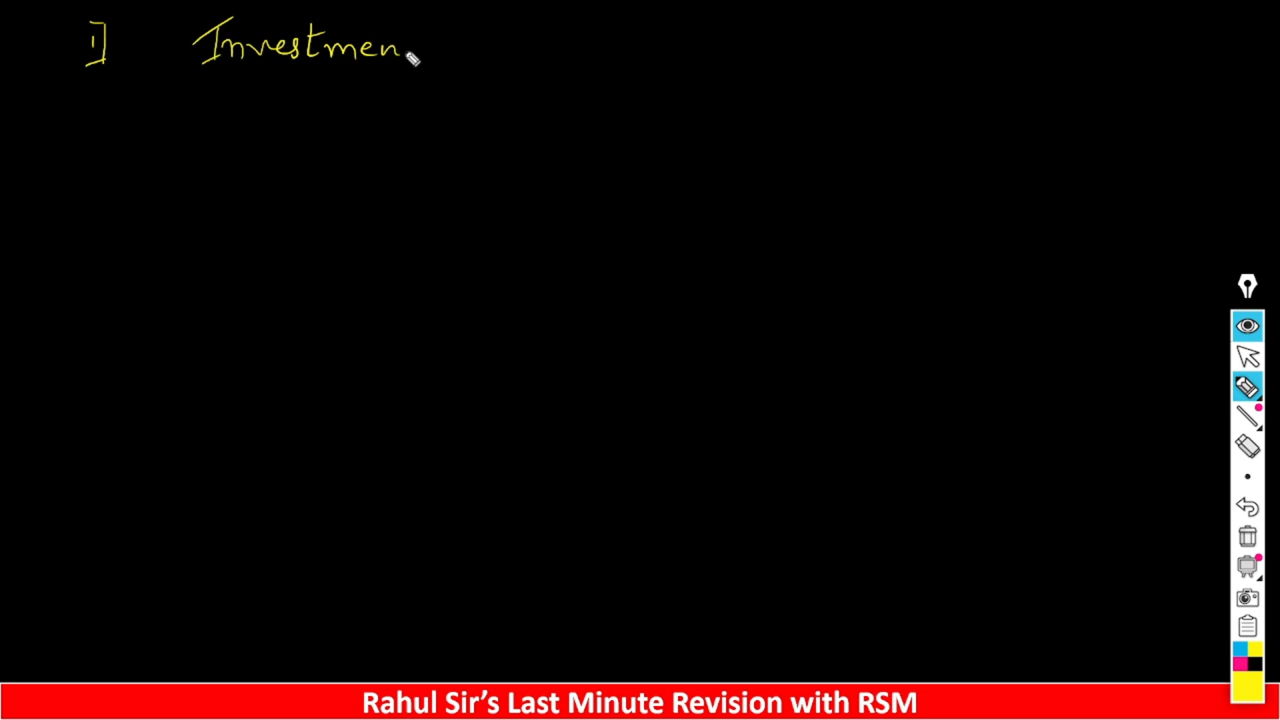 1] Investmen
Rahul Sir’s Last Minute Revision with RSM